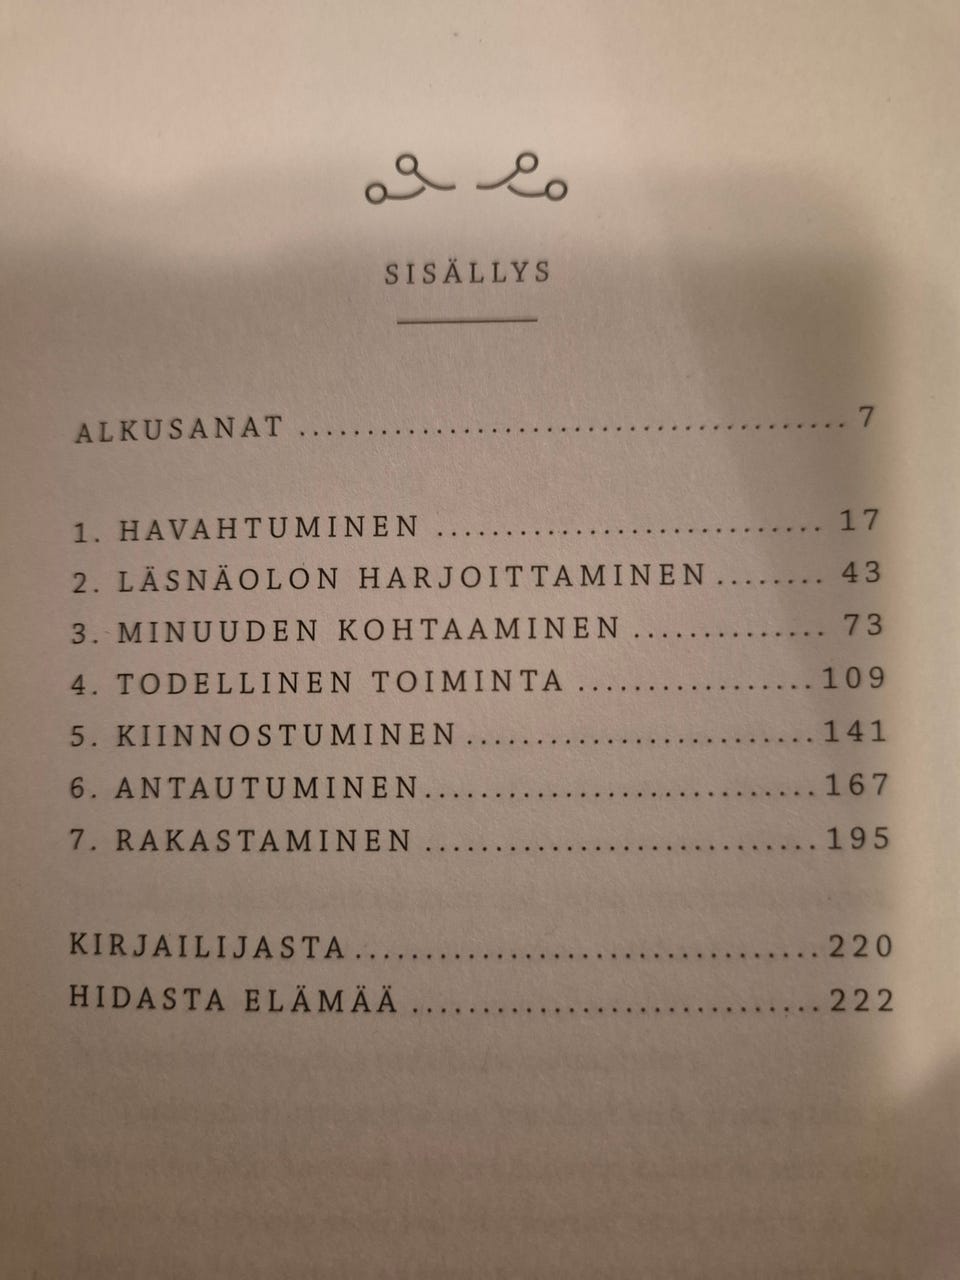 SISÄLLYS
ALKUSANAT ........................................ 7
1. HAVAHTUMINEN ............................. 17
2. LÄSNÄOLON HARJOITTAMINEN ........ 43
3. MINUUDEN KOHTAAMINEN .............. 73
4. TODELLINEN TOIMINTA .................109
5. KIINNOSTUMINEN .........................141
6. ANTAUTUMINEN............................167
7. RAKASTAMINEN ............................195
KIRJAILIJASTA..................................220
HIDASTA ELÄMÄÄ .............................222